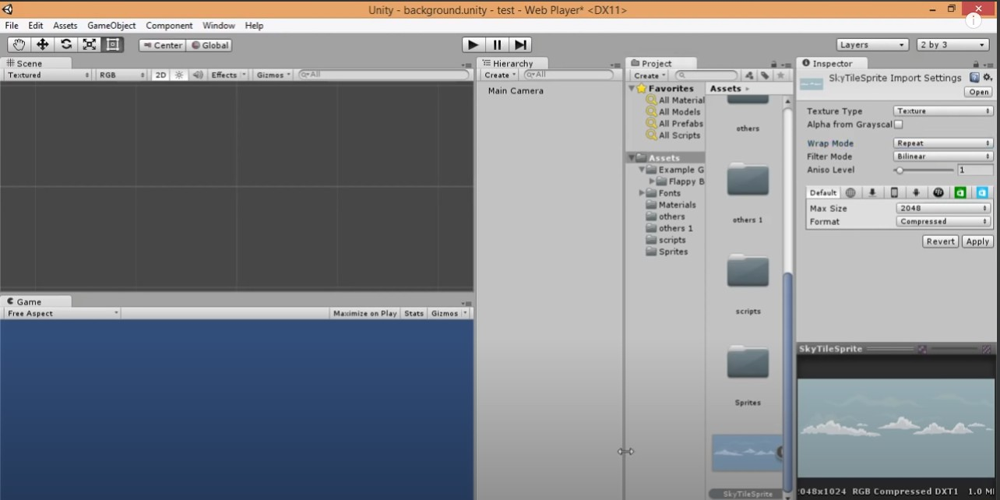 Unity - background.unity - test - Web Player* <DX11>
File Edit Assets GameObject Component Window Help
Center Global
Layers 2 by 3
Scene
Textured RGB 2D Effects Gizmos All
Hierarchy
Create All
Main Camera
Project
Create
Favorites
All Material
All Models
All Prefabs
All Scripts
Assets
Example G
Flappy B
Fonts
Materials
others
others 1
scripts
Sprites
Assets
others
others 1
scripts
Sprites
SkyTileSprite
Inspector
SkyTileSprite Import Settings
Open
Texture Type Texture
Alpha from Grayscal
Wrap Mode Repeat
Filter Mode Bilinear
Aniso Level 1
Default
Max Size 2048
Format Compressed
Revert Apply
SkyTileSprite
2048x1024 RGB Compressed DXT1 1.0 M
Game
Free Aspect Maximize on Play Stats Gizmos